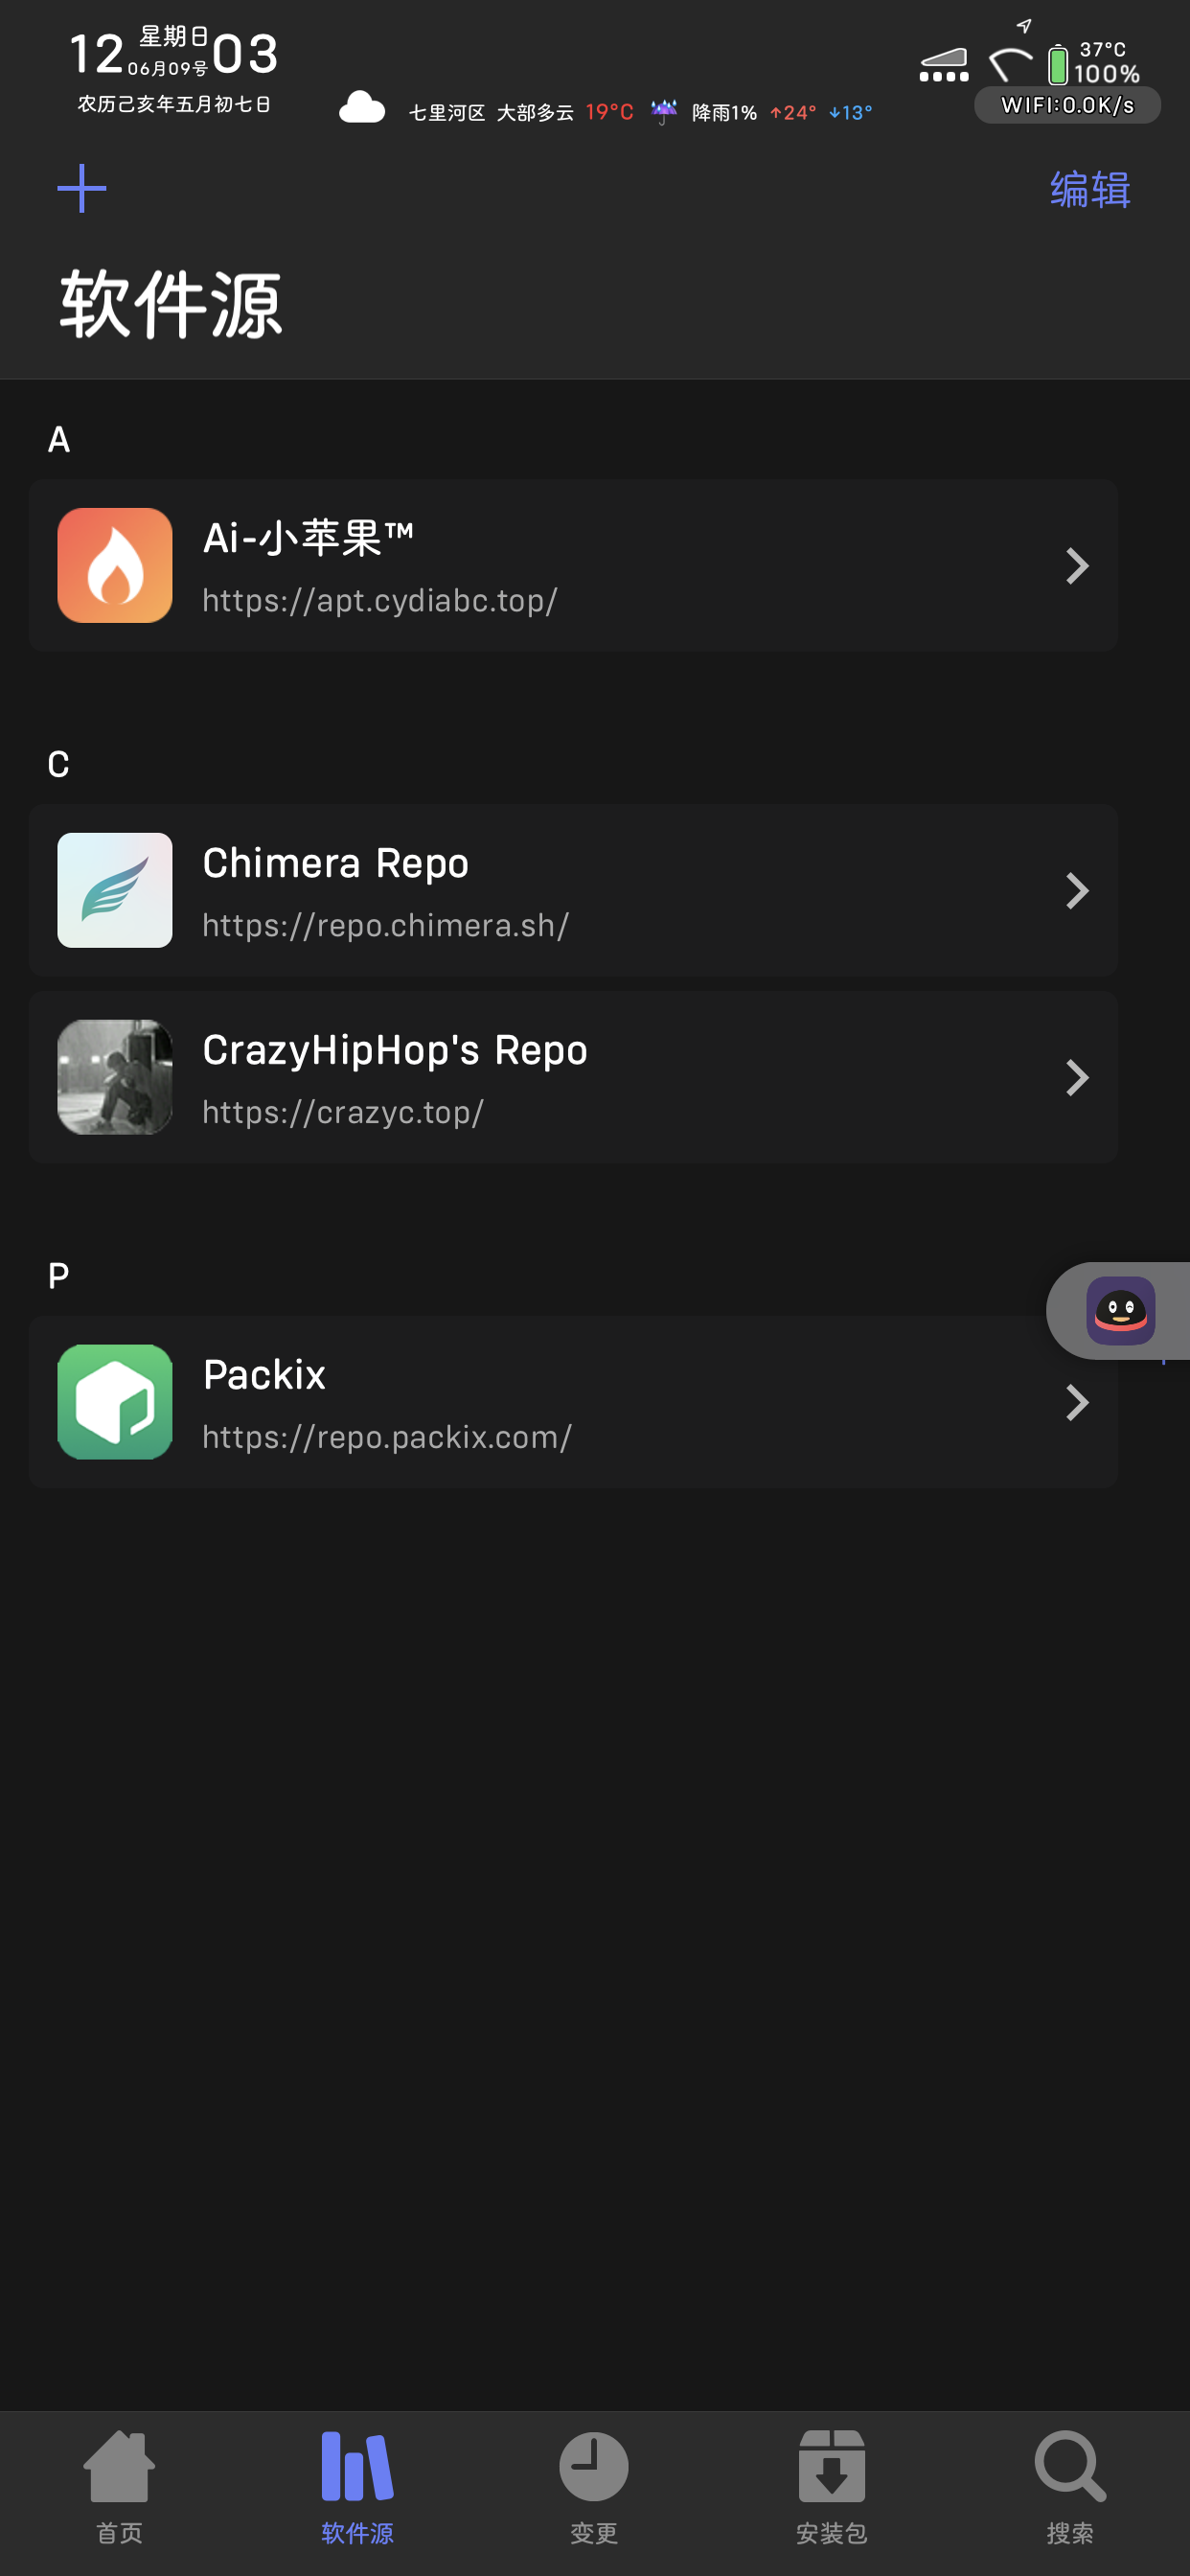 12 星期日 03
06月09号
农历己亥年五月初七日
七里河区 大部多云 19°C 降雨1% ↑24° ↓13°
37°C
100%
WIFI:0.0K/s
编辑
软件源
A
Ai-小苹果™
https://apt.cydiabc.top/
C
Chimera Repo
https://repo.chimera.sh/
CrazyHipHop's Repo
https://crazyc.top/
P
Packix
https://repo.packix.com/
首页 软件源 变更 安装包 搜索